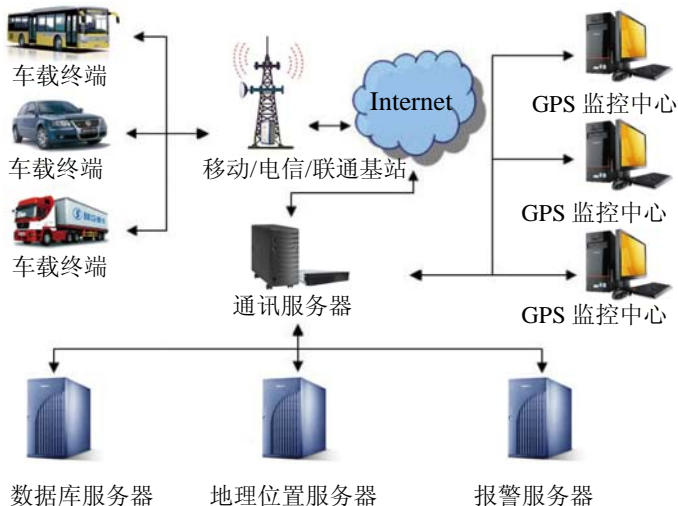 车载终端
Internet
GPS 监控中心
车载终端
移动/电信/联通基站
GPS 监控中心
车载终端
通讯服务器
GPS 监控中心
数据库服务器
地理位置服务器
报警服务器